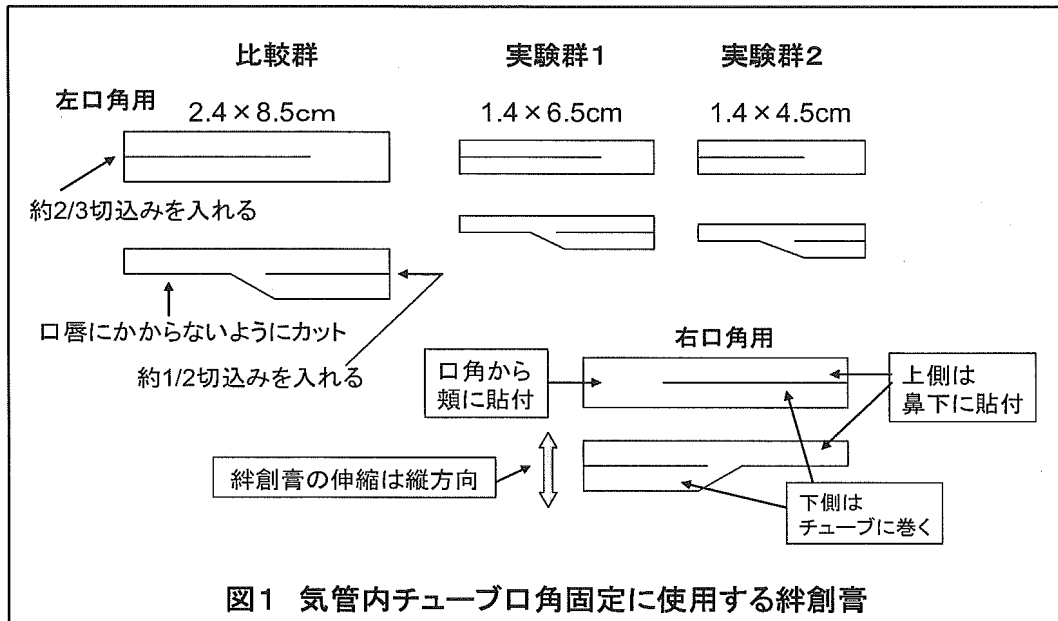 比較群
実験群1
実験群2
左口角用
2.4×8.5cm
1.4×6.5cm
1.4×4.5cm
約2/3切込みを入れる
口唇にかからないようにカット
約1/2切込みを入れる
右口角用
口角から
頬に貼付
上側は
鼻下に貼付
絆創膏の伸縮は縦方向
下側は
チューブに巻く
図1 気管内チューブ口角固定に使用する絆創膏